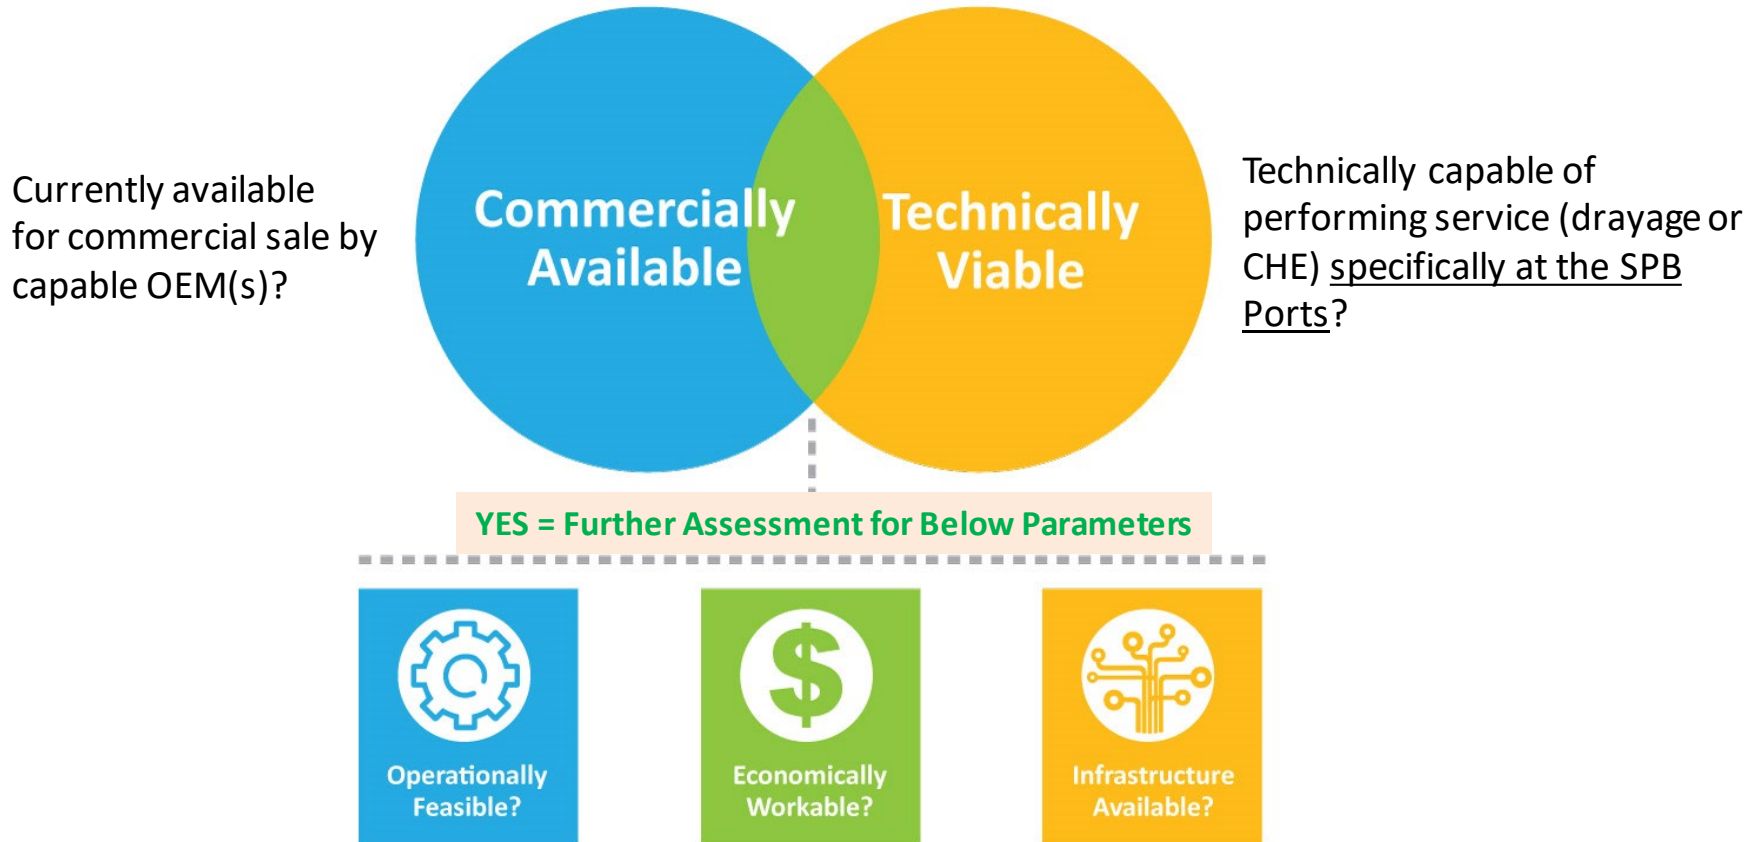 Currently available
for commercial sale by
capable OEM(s)?
Commercially
Available
Technically
Viable
Technically capable of
performing service (drayage or
CHE) specifically at the SPB
Ports?
YES = Further Assessment for Below Parameters
Operationally
Feasible?
$
Economically
Workable?
Infrastructure
Available?